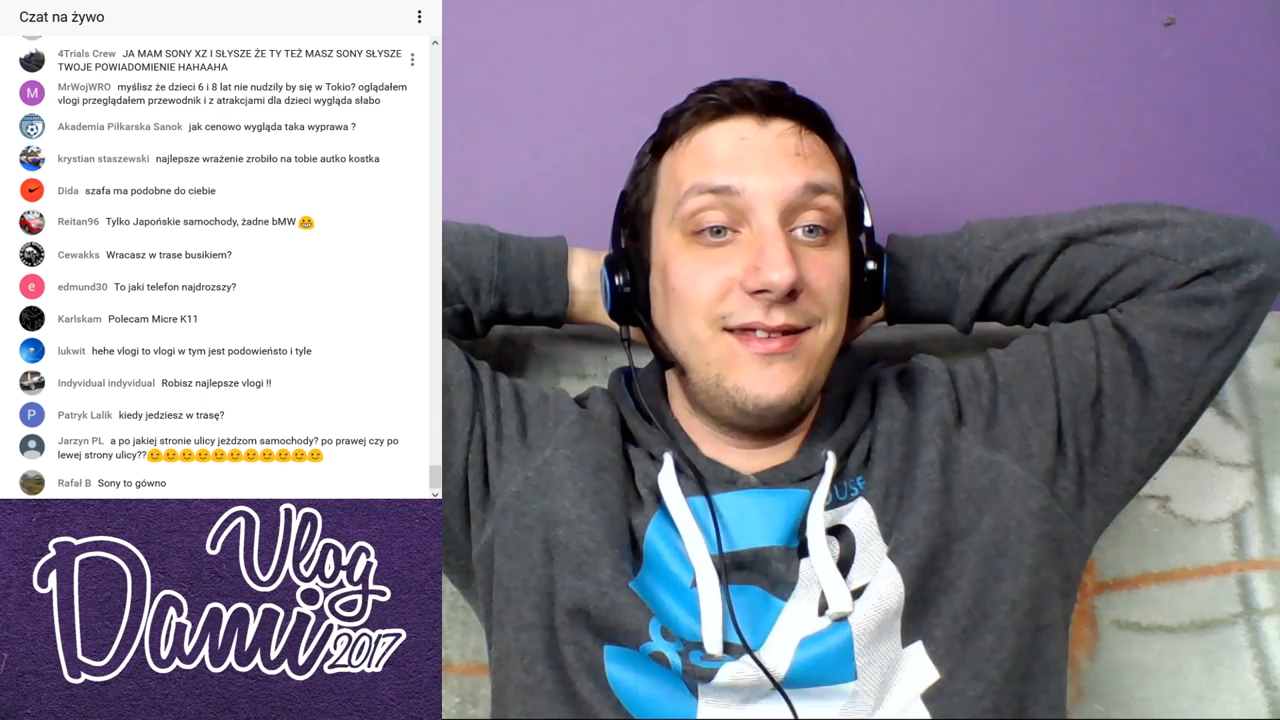 Czat na żywo
4Trials Crew JA MAM SONY XZ I SŁYSZE ŻE TY TEŻ MASZ SONY SŁYSZE
TWOJE POWIADOMIENIE HAHAAHA
M MrWojWRO myślisz że dzieci 6 i 8 lat nie nudziły by się w Tokio? oglądałem
vlogi przeglądałem przewodnik i z atrakcjami dla dzieci wygląda słabo
Akademia Piłkarska Sanok jak cenowo wygląda taka wyprawa ?
krystian staszewski najlepsze wrażenie zrobiło na tobie autko kostka
Dida szafa ma podobne do ciebie
Reitan96 Tylko Japońskie samochody, żadne bMW 😁
Cewakks Wracasz w trase busikiem?
e edmund30 To jaki telefon najdrozszy?
Karlskam Polecam Micre K11
lukwit hehe vlogi to vlogi w tym jest podowieństo i tyle
Indyvidual indyvidual Robisz najlepsze vlogi !!
P Patryk Lalik kiedy jedziesz w trasę?
Jarzyn PL a po jakiej stronie ulicy jeżdzom samochody? po prawej czy po
lewej strony ulicy??😉😉😉😉😉😉😉😉😉😉😉
Rafał B Sony to gówno
Vlog
Dami
2017